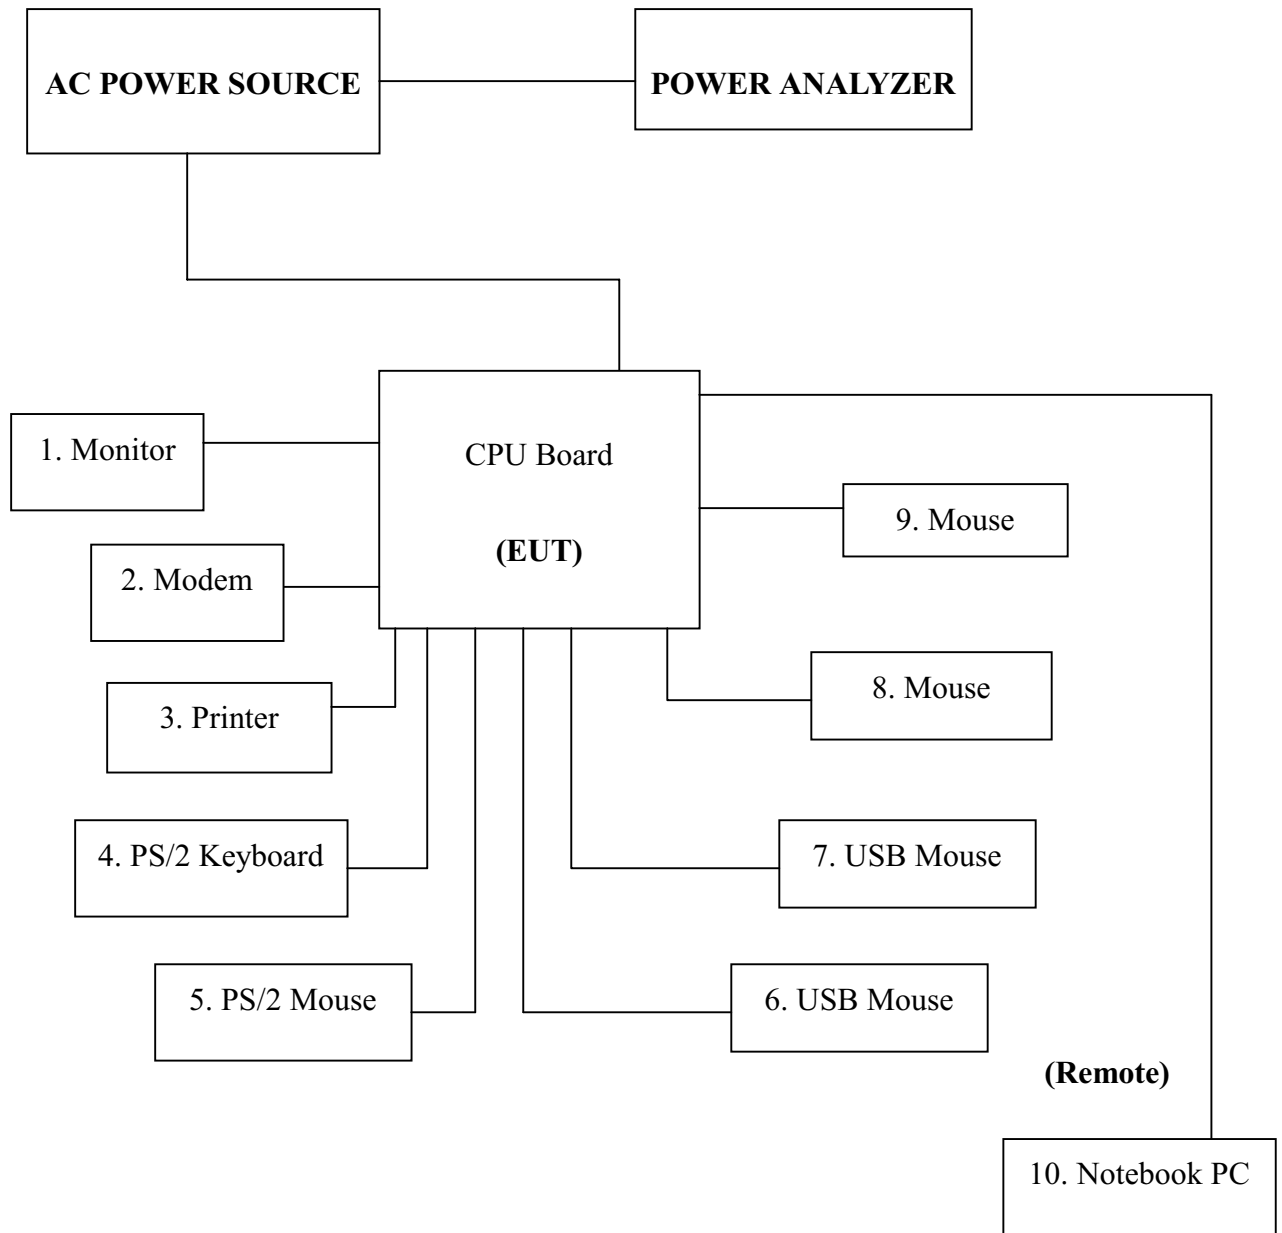 AC POWER SOURCE
POWER ANALYZER
CPU Board
(EUT)
1. Monitor
2. Modem
3. Printer
4. PS/2 Keyboard
5. PS/2 Mouse
6. USB Mouse
7. USB Mouse
8. Mouse
9. Mouse
(Remote)
10. Notebook PC